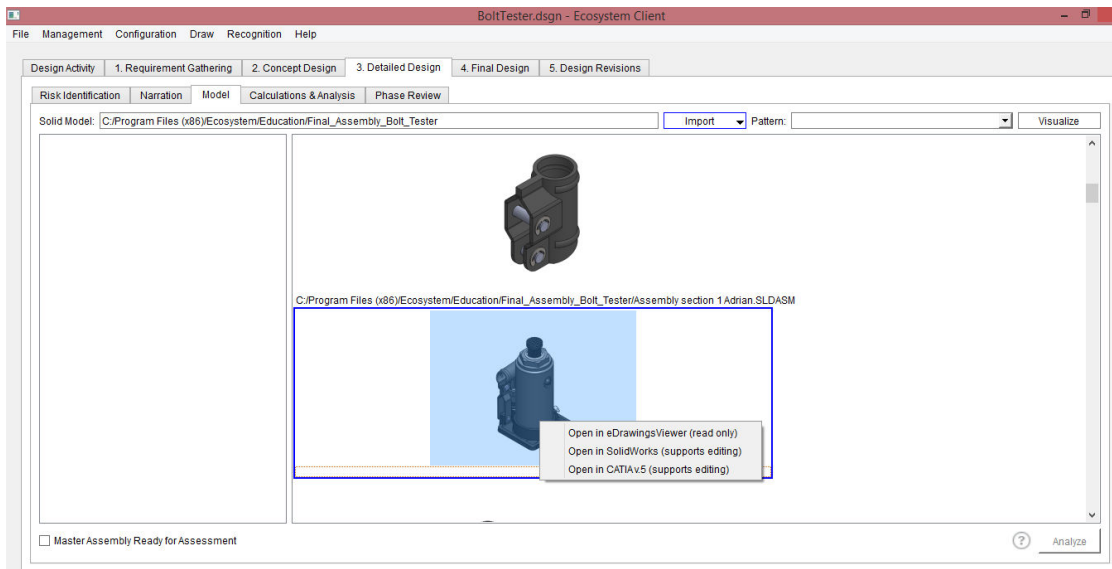 BoltTester.dsgn - Ecosystem Client
File Management Configuration Draw Recognition Help
Design Activity 1. Requirement Gathering 2. Concept Design 3. Detailed Design 4. Final Design 5. Design Revisions
Risk Identification Narration Model Calculations & Analysis Phase Review
Solid Model: C:/Program Files (x86)/Ecosystem/Education/Final_Assembly_Bolt_Tester Import Pattern: Visualize
C:/Program Files (x86)/Ecosystem/Education/Final_Assembly_Bolt_Tester/Assembly section 1 Adrian.SLDASM
Open in eDrawingsViewer (read only)
Open in SolidWorks (supports editing)
Open in CATIA v.5 (supports editing)
Master Assembly Ready for Assessment ? Analyze